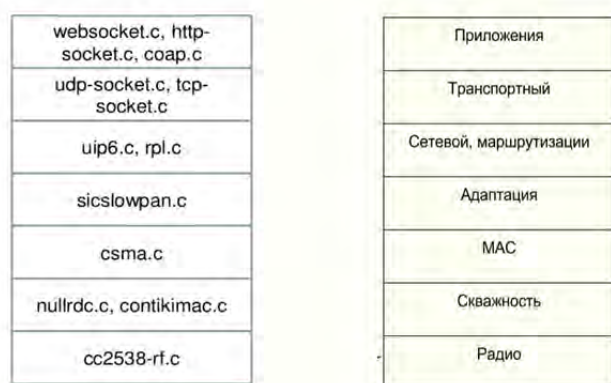 websocket.c, http-
socket.c, coap.c
udp-socket.c, tcp-
socket.c
uip6.c, rpl.c
sicslowpan.c
csma.c
nullrdc.c, contikimac.c
cc2538-rf.c
Приложения
Транспортный
Сетевой, маршрутизации
Адаптация
MAC
Скважность
Радио